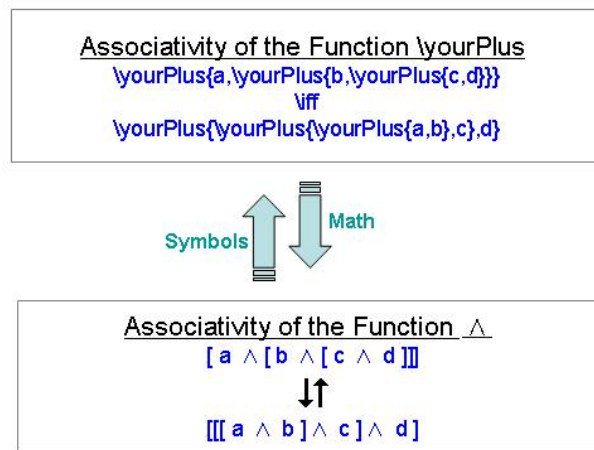 Associativity of the Function \yourPlus
\yourPlus{a,\yourPlus{b,\yourPlus{c,d}}}
\iff
\yourPlus{\yourPlus{\yourPlus{a,b},c},d}
Symbols
Math
Associativity of the Function ∧
[ a ∧ [ b ∧ [ c ∧ d ]]]
↓↑
[[[ a ∧ b ] ∧ c ] ∧ d ]